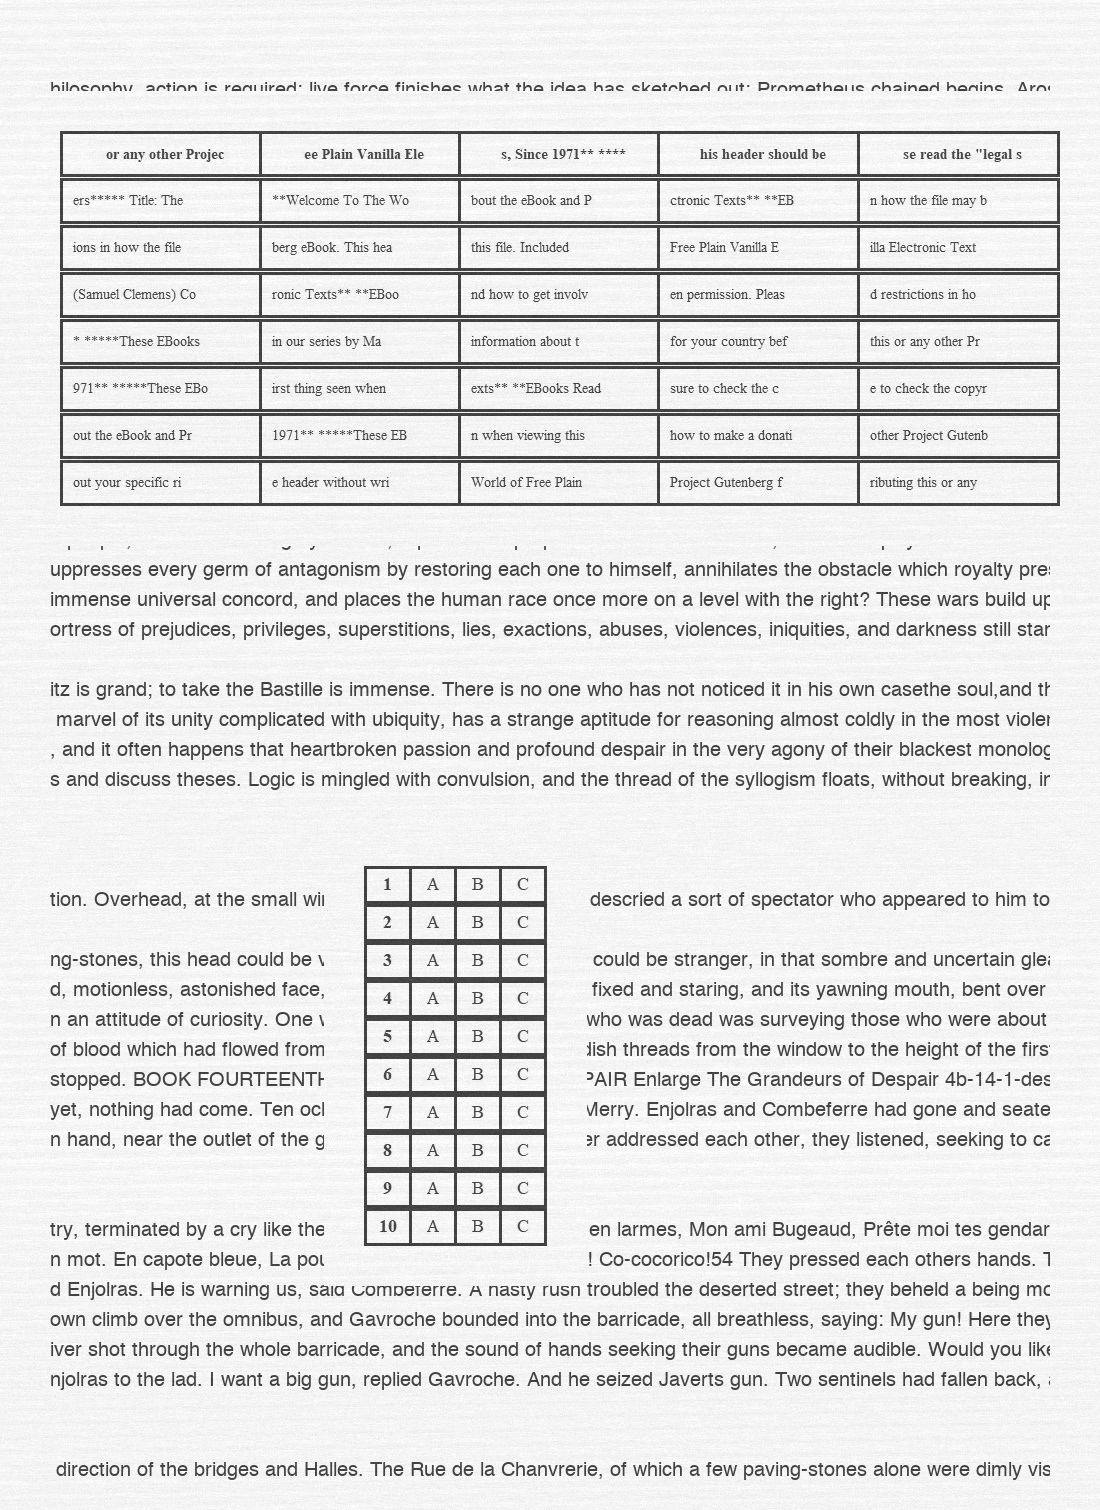 hilosophy, action is required; live force finishes what the idea has sketched out; Prometheus chained begins,
or any other Projec ee Plain Vanilla Ele s, Since 1971** **** his header should be se read the "legal s
ers***** Title: The **Welcome To The Wo bout the eBook and P ctronic Texts** **EB n how the file may b
ions in how the file berg eBook. This hea this file. Included Free Plain Vanilla E illa Electronic Text
(Samuel Clemens) Co ronic Texts** **EBoo nd how to get involv en permission. Pleas d restrictions in ho
* *****These EBooks in our series by Ma information about t for your country bef this or any other Pr
971** *****These EBo irst thing seen when exts** **EBooks Read sure to check the c e to check the copyr
out the eBook and Pr 1971** *****These EB n when viewing this how to make a donati other Project Gutenb
out your specific ri e header without wri World of Free Plain Project Gutenberg f ributing this or any
uppresses every germ of antagonism by restoring each one to himself, annihilates the obstacle which royalty pre
immense universal concord, and places the human race once more on a level with the right? These wars build up
ortress of prejudices, privileges, superstitions, lies, exactions, abuses, violences, iniquities, and darkness still star
itz is grand; to take the Bastille is immense. There is no one who has not noticed it in his own casethe soul,and th
marvel of its unity complicated with ubiquity, has a strange aptitude for reasoning almost coldly in the most violer
, and it often happens that heartbroken passion and profound despair in the very agony of their blackest monolog
s and discuss theses. Logic is mingled with convulsion, and the thread of the syllogism floats, without breaking, ir
1 A B C
tion. Overhead, at the small wi descried a sort of spectator who appeared to him to
2 A B C
3 A B C
ng-stones, this head could be could be stranger, in that sombre and uncertain glea
4 A B C
d, motionless, astonished face, fixed and staring, and its yawning mouth, bent over
n an attitude of curiosity. One who was dead was surveying those who were about
5 A B C
of blood which had flowed from dish threads from the window to the height of the firs
6 A B C
stopped. BOOK FOURTEENTH PAIR Enlarge The Grandeurs of Despair 4b-14-1-des
7 A B C
yet, nothing had come. Ten ocl Merry. Enjolras and Combeferre had gone and seate
n hand, near the outlet of the g er addressed each other, they listened, seeking to ca
8 A B C
9 A B C
10 A B C
try, terminated by a cry like the en larmes, Mon ami Bugeaud, Prête moi tes gendar
n mot. En capote bleue, La pou ! Co-cocorico!54 They pressed each others hands. T
d Enjolras. He is warning us, said Combeferre. A hasty rush troubled the deserted street; they beheld a being mo
own climb over the omnibus, and Gavroche bounded into the barricade, all breathless, saying: My gun! Here they
iver shot through the whole barricade, and the sound of hands seeking their guns became audible. Would you like
njolras to the lad. I want a big gun, replied Gavroche. And he seized Javerts gun. Two sentinels had fallen back,
direction of the bridges and Halles. The Rue de la Chanvrerie, of which a few paving-stones alone were dimly vis